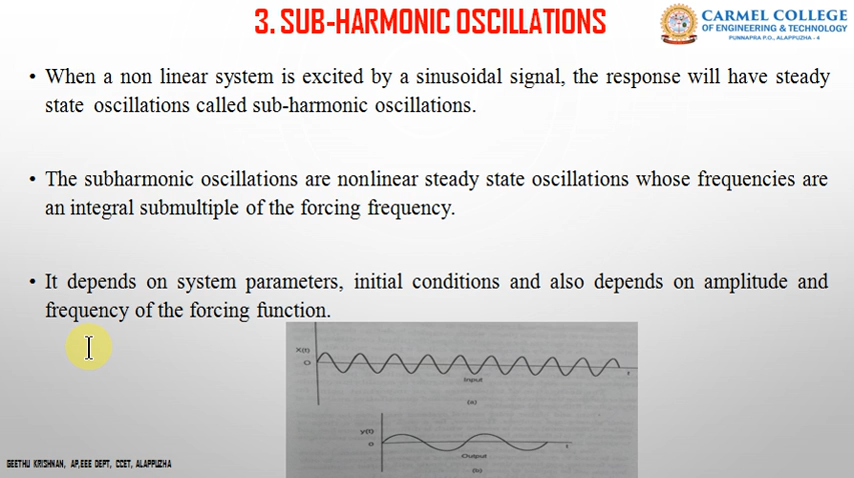 3. SUB-HARMONIC OSCILLATIONS
CARMEL COLLEGE
OF ENGINEERING & TECHNOLOGY
PUNNAPRA P.O., ALAPPUZHA - 4
• When a non linear system is excited by a sinusoidal signal, the response will have steady
state oscillations called sub-harmonic oscillations.
• The subharmonic oscillations are nonlinear steady state oscillations whose frequencies are
an integral submultiple of the forcing frequency.
• It depends on system parameters, initial conditions and also depends on amplitude and
frequency of the forcing function.
X(t)
0
t
Input
(a)
y(t)
0
t
Output
(b)
GEETHU KRISHNAN, AP,EEE DEPT, CCET, ALAPPUZHA